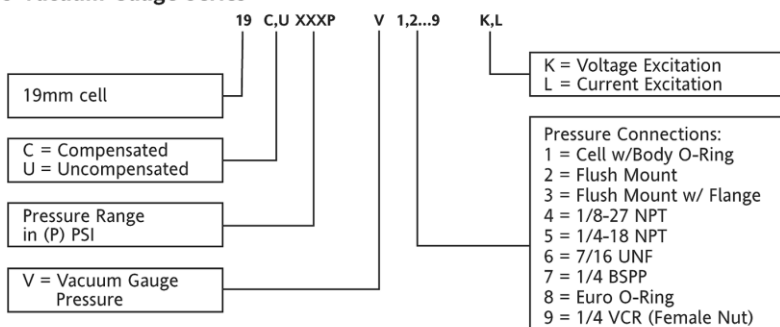 19 C,U XXXP V 1,2...9 K,L
19mm cell
C = Compensated
U = Uncompensated
Pressure Range
in (P) PSI
V = Vacuum Gauge
Pressure
K = Voltage Excitation
L = Current Excitation
Pressure Connections:
1 = Cell w/Body O-Ring
2 = Flush Mount
3 = Flush Mount w/ Flange
4 = 1/8-27 NPT
5 = 1/4-18 NPT
6 = 7/16 UNF
7 = 1/4 BSPP
8 = Euro O-Ring
9 = 1/4 VCR (Female Nut)